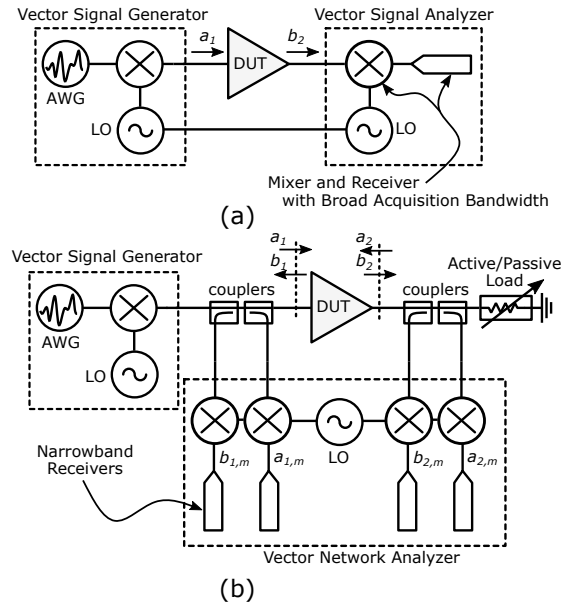 Vector Signal Generator
Vector Signal Analyzer
a1
b2
DUT
AWG
LO
LO
Mixer and Receiver
with Broad Acquisition Bandwidth
(a)
Vector Signal Generator
a1
a2
b1
b2
Active/Passive
Load
couplers
couplers
DUT
AWG
LO
Narrowband
Receivers
b1,m
a1,m
LO
b2,m
a2,m
Vector Network Analyzer
(b)